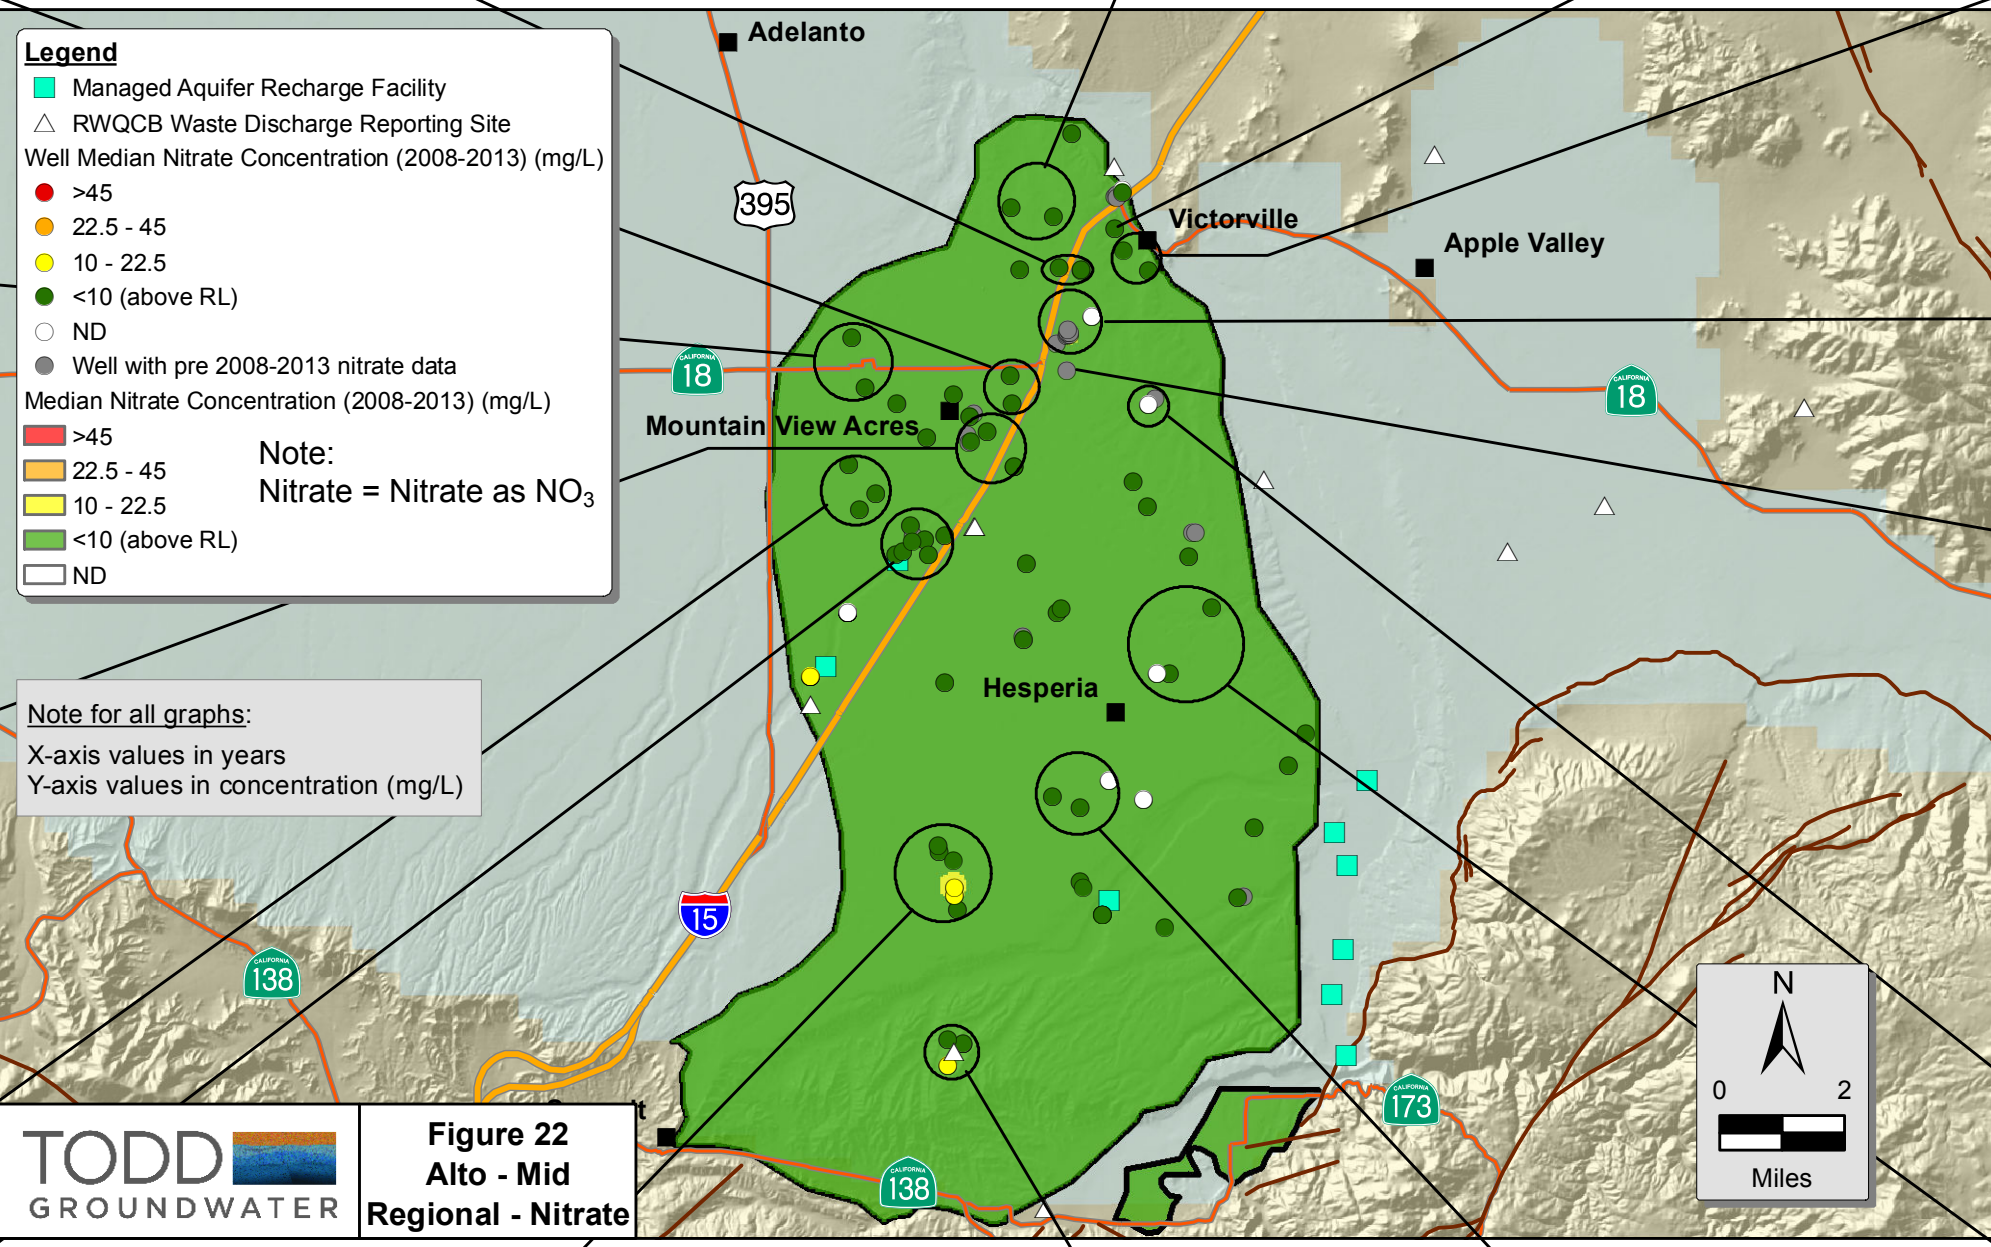 Legend
Managed Aquifer Recharge Facility
RWQCB Waste Discharge Reporting Site
Well Median Nitrate Concentration (2008-2013) (mg/L)
>45
22.5 - 45
10 - 22.5
<10 (above RL)
ND
Well with pre 2008-2013 nitrate data
Median Nitrate Concentration (2008-2013) (mg/L)
>45
22.5 - 45
10 - 22.5
<10 (above RL)
ND
Note:
Nitrate = Nitrate as NO3
Note for all graphs:
X-axis values in years
Y-axis values in concentration (mg/L)
Adelanto
395
Victorville
Apple Valley
CALIFORNIA
18
CALIFORNIA
18
Mountain View Acres
Hesperia
15
CALIFORNIA
138
CALIFORNIA
173
CALIFORNIA
138
N
0 2
Miles
TODD
GROUNDWATER
Figure 22
Alto - Mid
Regional - Nitrate